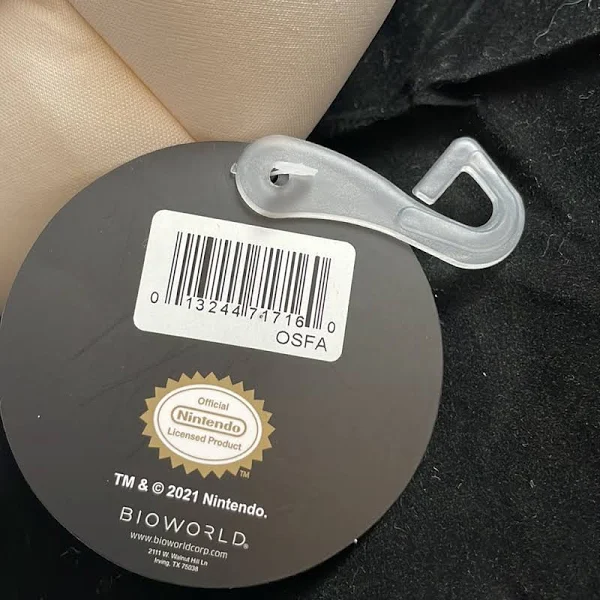 0 13244 71716 0
OSFA
Official
Nintendo
Licensed Product
TM
TM & © 2021 Nintendo.
BIOWORLD®
www.bioworldcorp.com
2111 W. Walnut Hill Ln
Irving, TX 75038